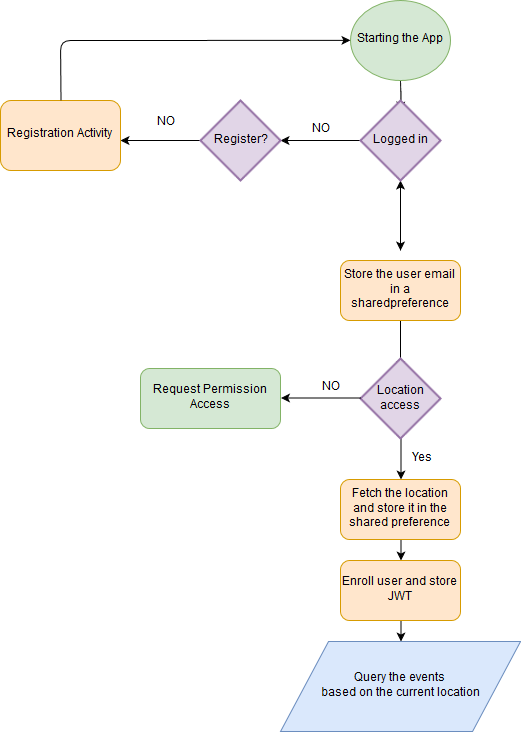 Starting the App
Registration Activity
NO
Register?
NO
Logged in
Store the user email
in a
sharedpreference
Request Permission
Access
NO
Location
access
Yes
Fetch the location
and store it in the
shared preference
Enroll user and store
JWT
Query the events
based on the current location